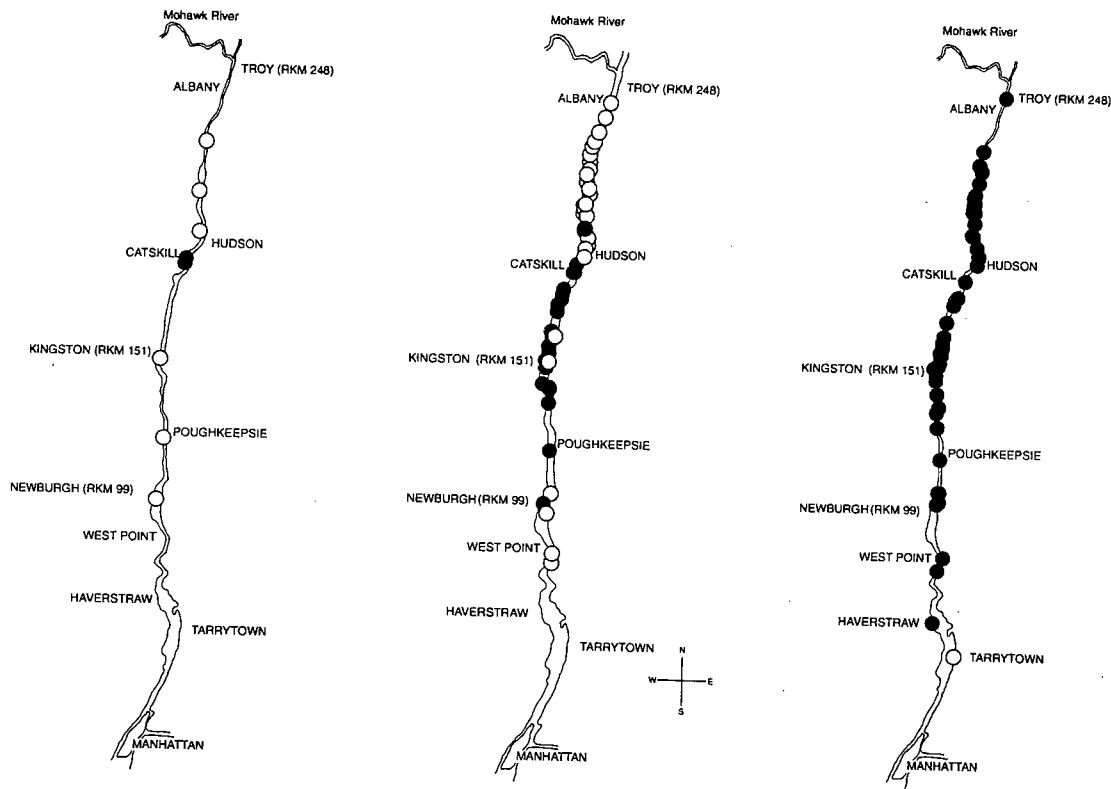 Mohawk River
TROY (RKM 248)
ALBANY
HUDSON
CATSKILL
KINGSTON (RKM 151)
POUGHKEEPSIE
NEWBURGH (RKM 99)
WEST POINT
HAVERSTRAW
TARRYTOWN
MANHATTAN
Mohawk River
TROY (RKM 248)
ALBANY
HUDSON
CATSKILL
KINGSTON (RKM 151)
POUGHKEEPSIE
NEWBURGH (RKM 99)
WEST POINT
HAVERSTRAW
TARRYTOWN
N
W
E
S
MANHATTAN
Mohawk River
TROY (RKM 248)
ALBANY
HUDSON
CATSKILL
KINGSTON (RKM 151)
POUGHKEEPSIE
NEWBURGH (RKM 99)
WEST POINT
HAVERSTRAW
TARRYTOWN
MANHATTAN